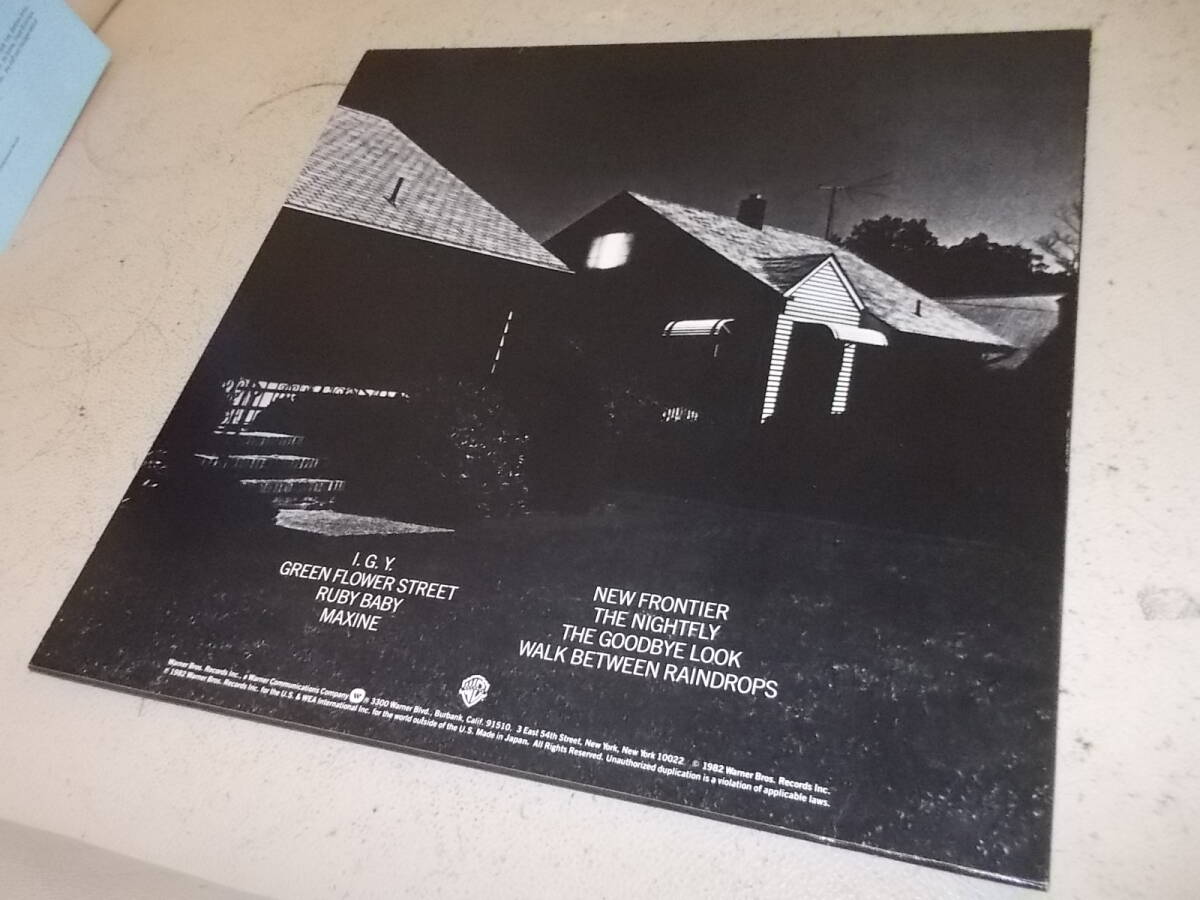 I. G. Y.
GREEN FLOWER STREET
RUBY BABY
MAXINE
NEW FRONTIER
THE NIGHTFLY
THE GOODBYE LOOK
WALK BETWEEN RAINDROPS
Warner Bros. Records Inc., a Warner Communications Company W ® 3300 Warner Blvd., Burbank, Calif. 91510, 3 East 54th Street, New York, New York 10022 © 1982 Warner Bros. Records Inc.
℗ 1982 Warner Bros. Records Inc. for the U.S. & WEA International Inc. for the world outside of the U.S. Made in Japan. All Rights Reserved. Unauthorized duplication is a violation of applicable laws.